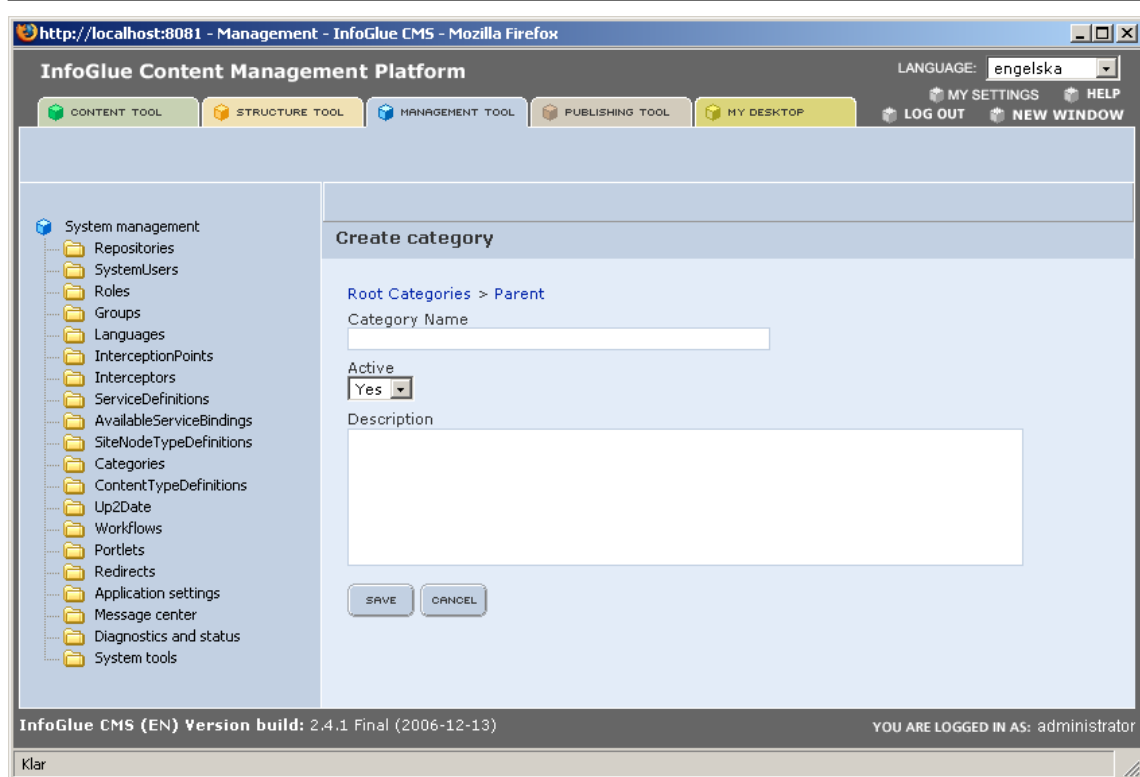 http://localhost:8081 - Management - InfoGlue CMS - Mozilla Firefox
InfoGlue Content Management Platform
LANGUAGE: engelska
MY SETTINGS HELP
LOG OUT NEW WINDOW
CONTENT TOOL STRUCTURE TOOL MANAGEMENT TOOL PUBLISHING TOOL MY DESKTOP
System management
Repositories
SystemUsers
Roles
Groups
Languages
InterceptionPoints
Interceptors
ServiceDefinitions
AvailableServiceBindings
SiteNodeTypeDefinitions
Categories
ContentTypeDefinitions
Up2Date
Workflows
Portlets
Redirects
Application settings
Message center
Diagnostics and status
System tools
Create category
Root Categories > Parent
Category Name
Active
Yes
Description
SAVE CANCEL
InfoGlue CMS (EN) Version build: 2.4.1 Final (2006-12-13)
YOU ARE LOGGED IN AS: administrator
Klar